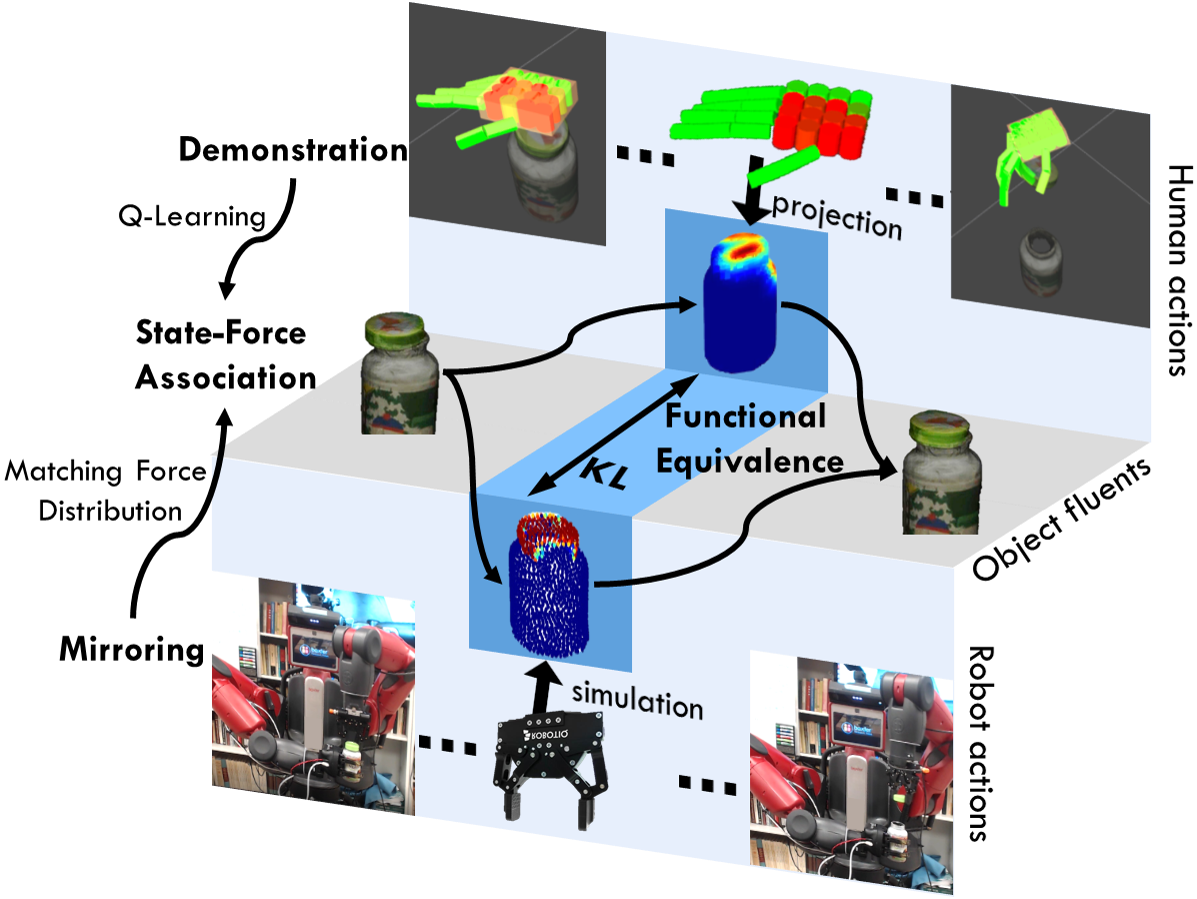 Demonstration
Q-Learning
State-Force
Association
Matching Force
Distribution
Mirroring
projection
Human actions
Functional
Equivalence
KL
Object fluents
simulation
ROBOTIQ
Robot actions